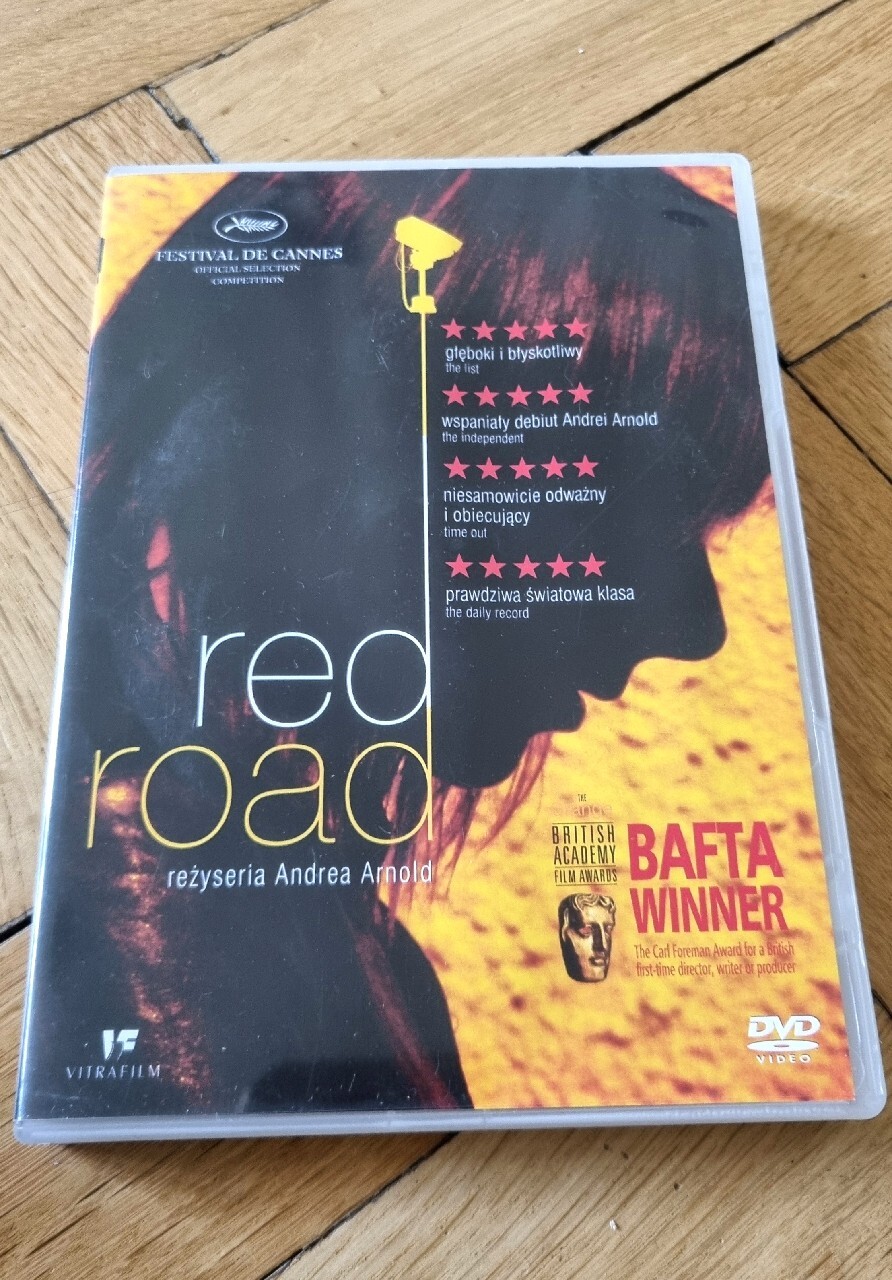 FESTIVAL DE CANNES
OFFICIAL SELECTION
COMPETITION
głęboki i błyskotliwy
the list
wspaniały debiut Andrei Arnold
the independent
niesamowicie odważny
i obiecujący
time out
prawdziwa światowa klasa
the daily record
red
road
reżyseria Andrea Arnold
THE
BRITISH
ACADEMY
FILM AWARDS
BAFTA
WINNER
The Carl Foreman Award for a British
first-time director, writer or producer
VF
VITRAFILM
DVD
VIDEO